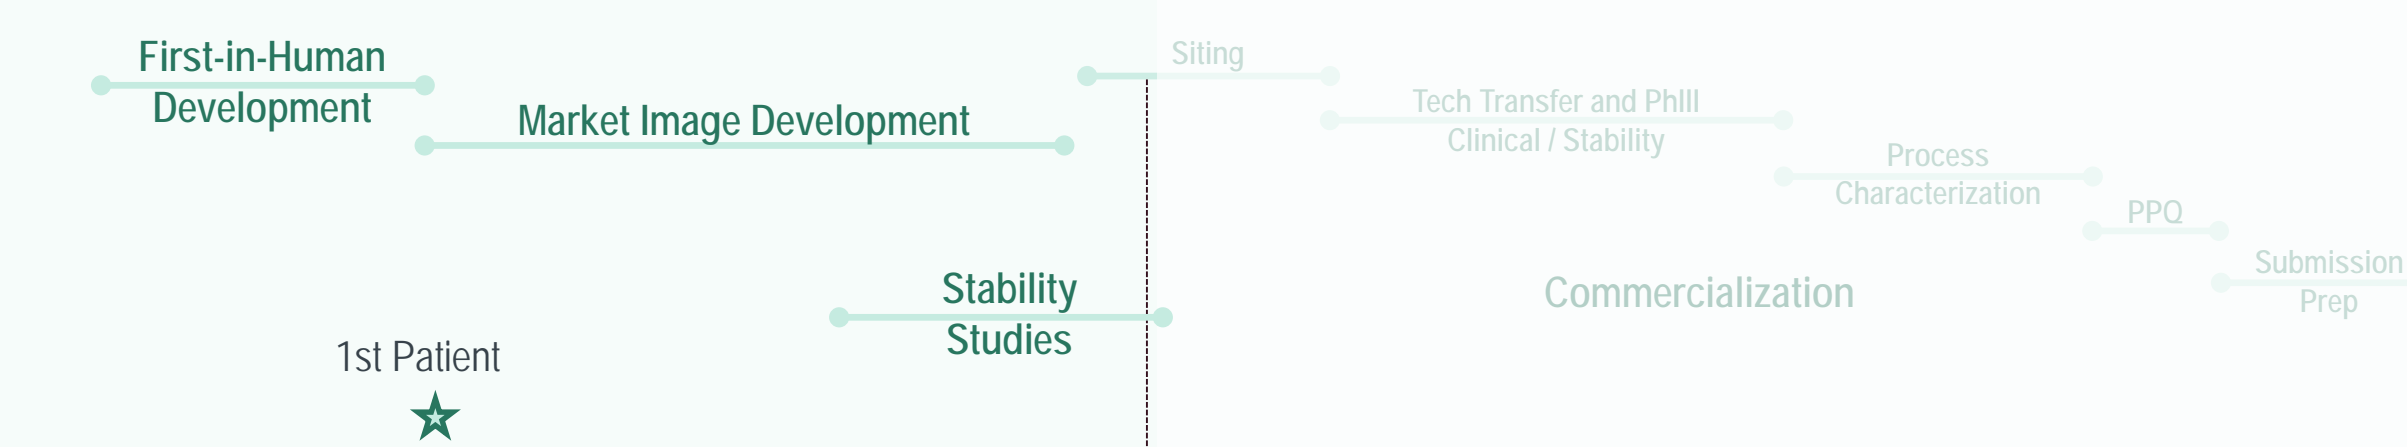 First-in-Human
Development
Market Image Development
Siting
Tech Transfer and PhIII
Clinical / Stability
Process
Characterization
PPQ
Submission
Prep
Stability
Studies
Commercialization
1st Patient